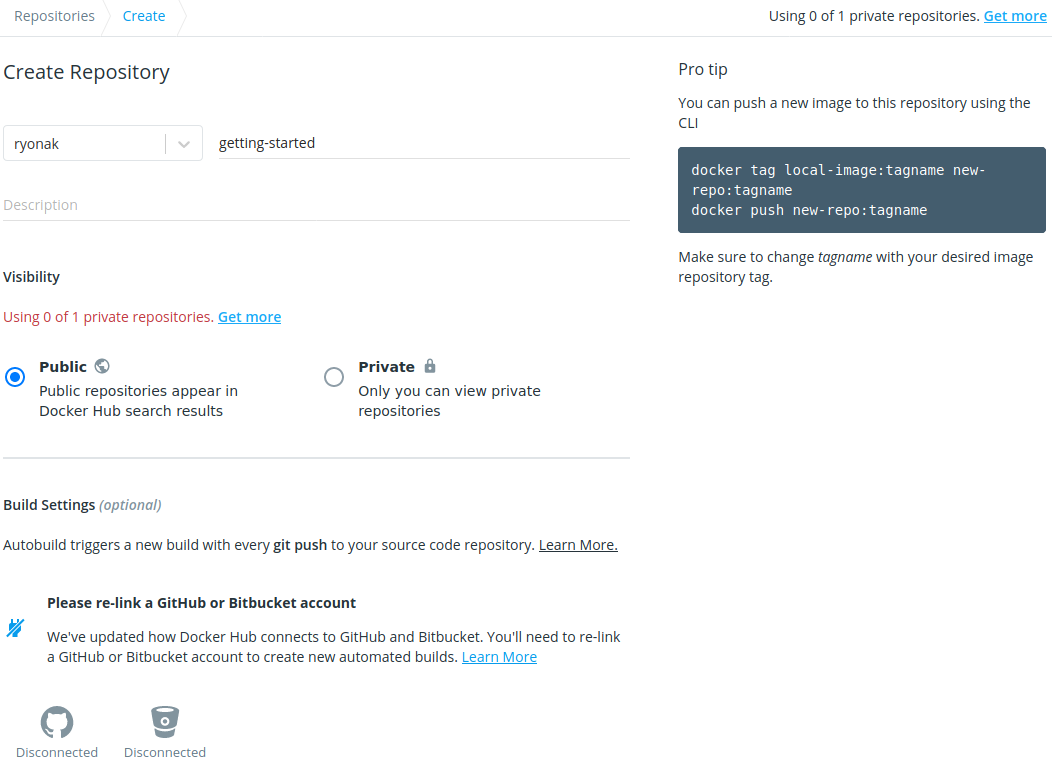 Repositories Create Using 0 of 1 private repositories. Get more
Create Repository
ryonak getting-started
Description
Visibility
Using 0 of 1 private repositories. Get more
Public
Public repositories appear in
Docker Hub search results
Private
Only you can view private
repositories
Build Settings (optional)
Autobuild triggers a new build with every git push to your source code repository. Learn More.
Please re-link a GitHub or Bitbucket account
We've updated how Docker Hub connects to GitHub and Bitbucket. You'll need to re-link
a GitHub or Bitbucket account to create new automated builds. Learn More
Disconnected Disconnected
Pro tip
You can push a new image to this repository using the
CLI
docker tag local-image:tagname new-
repo:tagname
docker push new-repo:tagname
Make sure to change tagname with your desired image
repository tag.